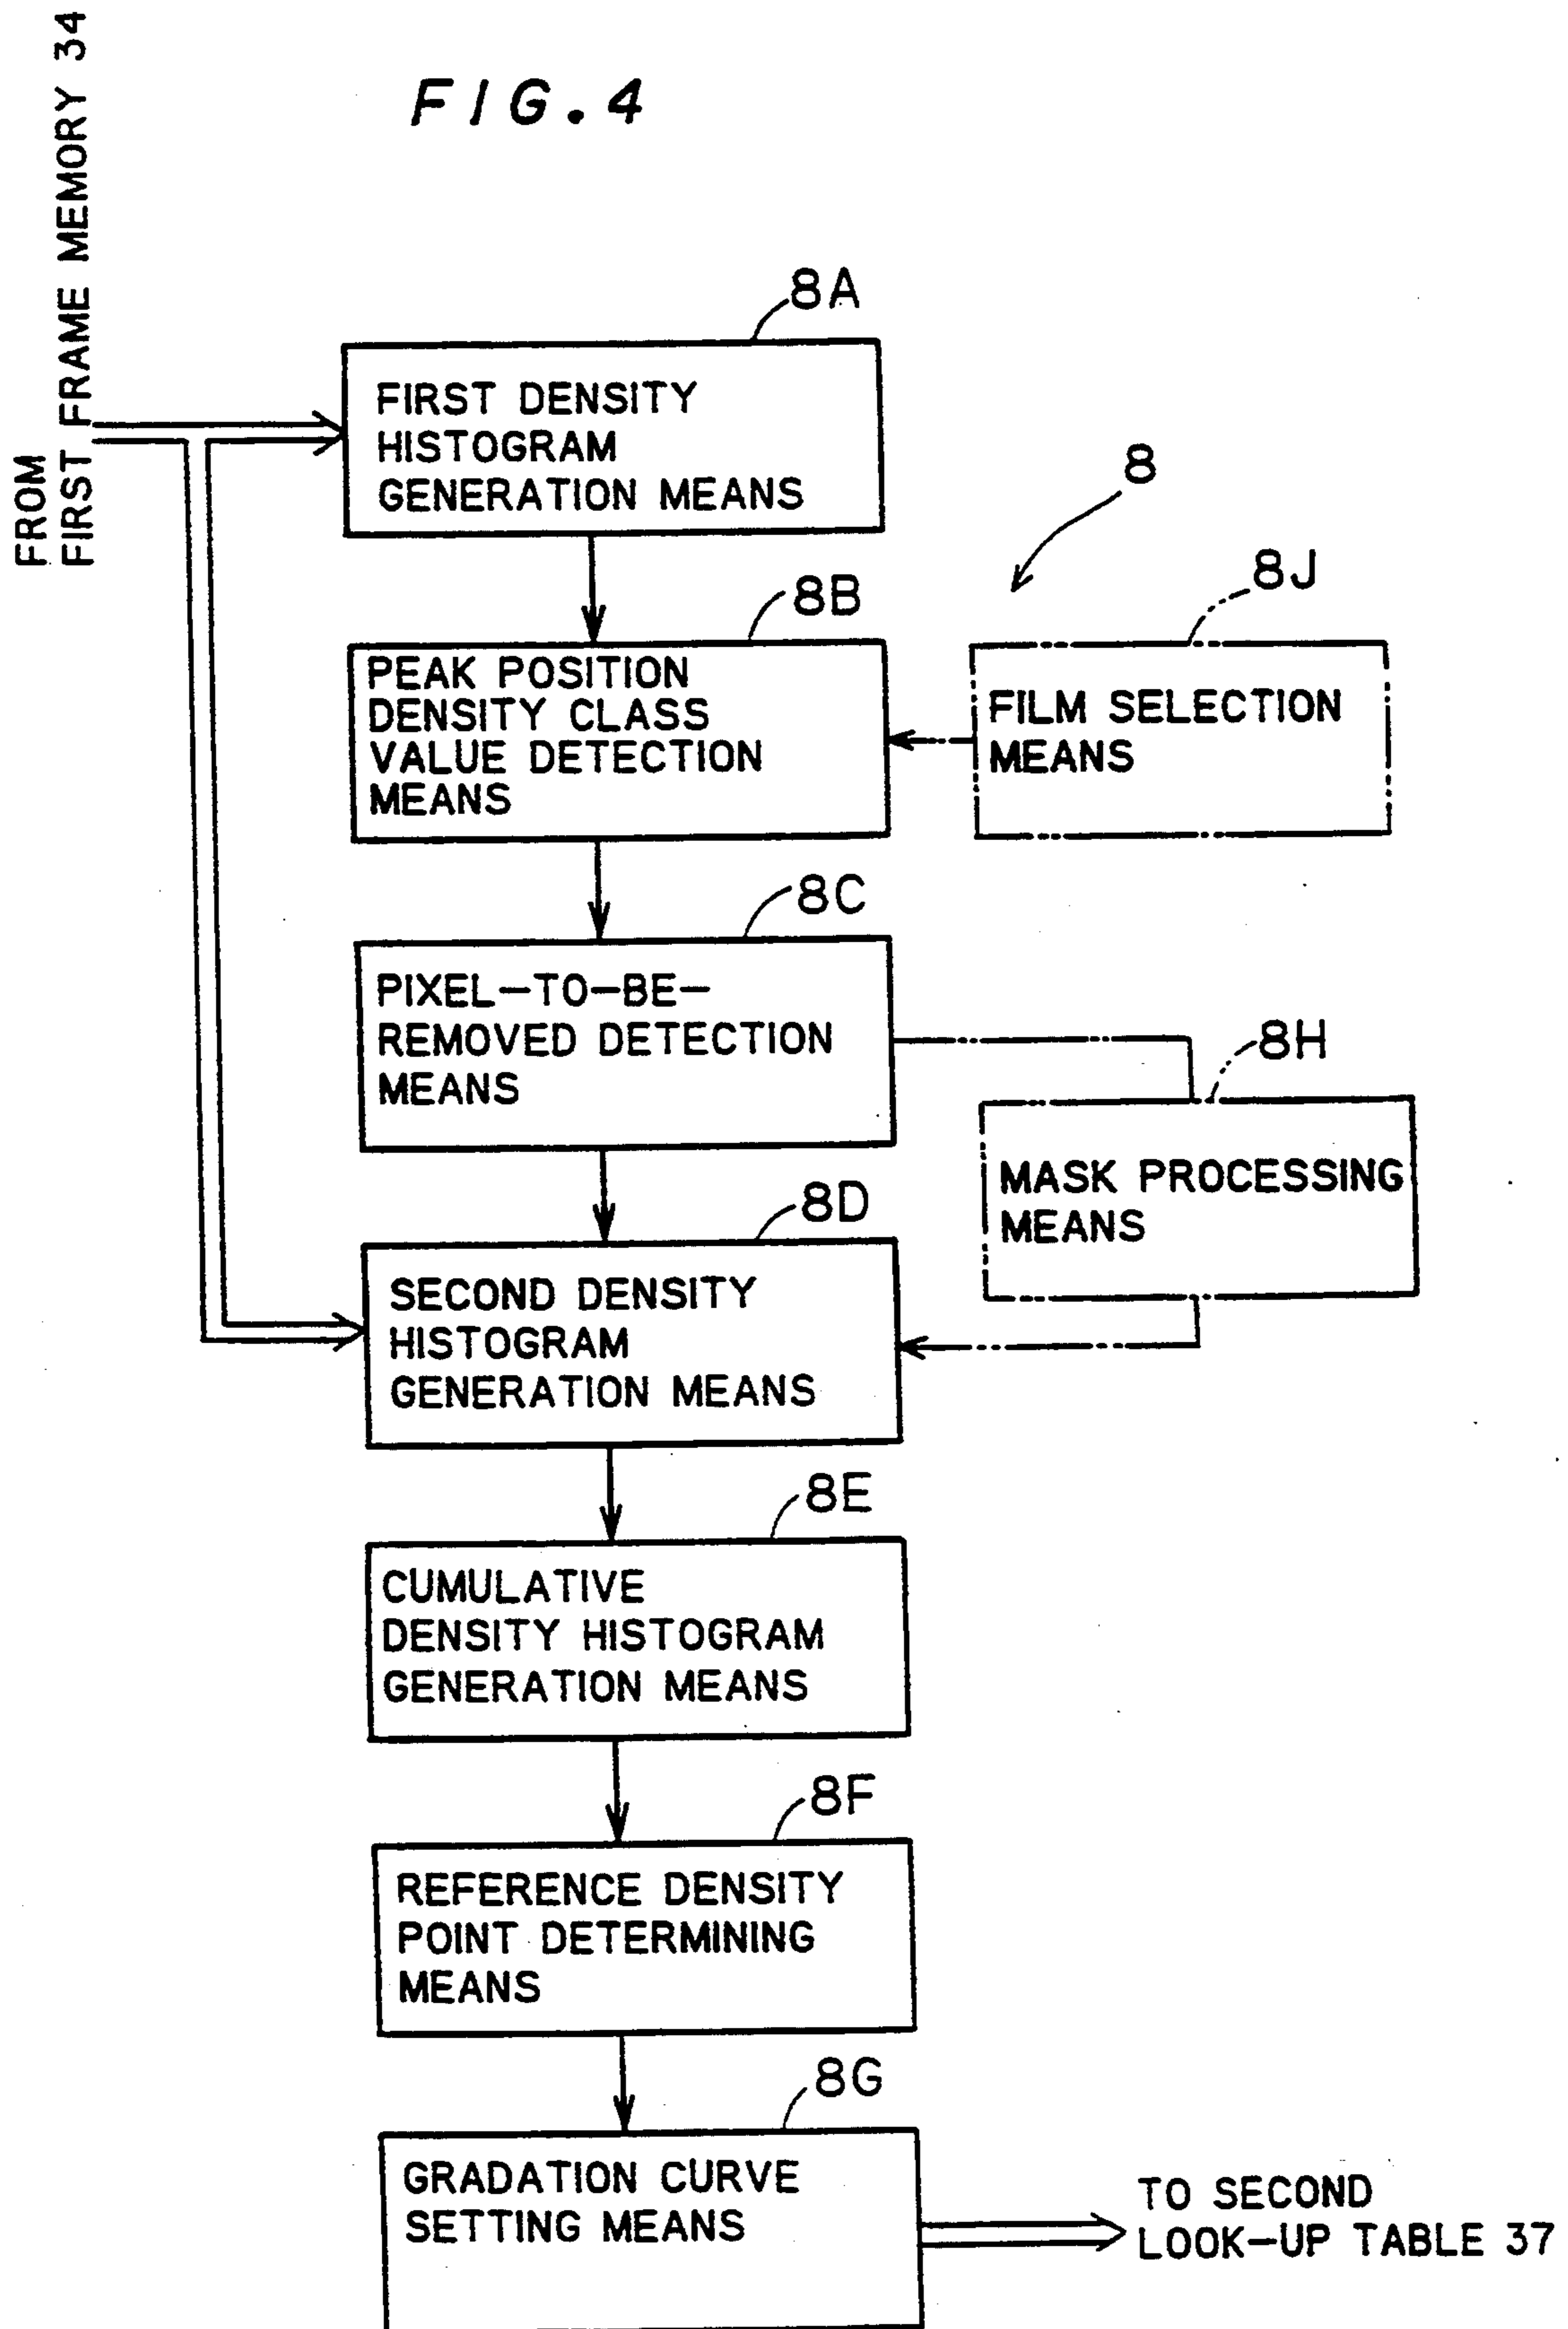 FIG.4
FROM
FIRST FRAME MEMORY 34
8A
FIRST DENSITY
HISTOGRAM
GENERATION MEANS
8
8B
PEAK POSITION
DENSITY CLASS
VALUE DETECTION
MEANS
8J
FILM SELECTION
MEANS
8C
PIXEL-TO-BE-
REMOVED DETECTION
MEANS
8H
MASK PROCESSING
MEANS
8D
SECOND DENSITY
HISTOGRAM
GENERATION MEANS
8E
CUMULATIVE
DENSITY HISTOGRAM
GENERATION MEANS
8F
REFERENCE DENSITY
POINT DETERMINING
MEANS
8G
GRADATION CURVE
SETTING MEANS
TO SECOND
LOOK-UP TABLE 37